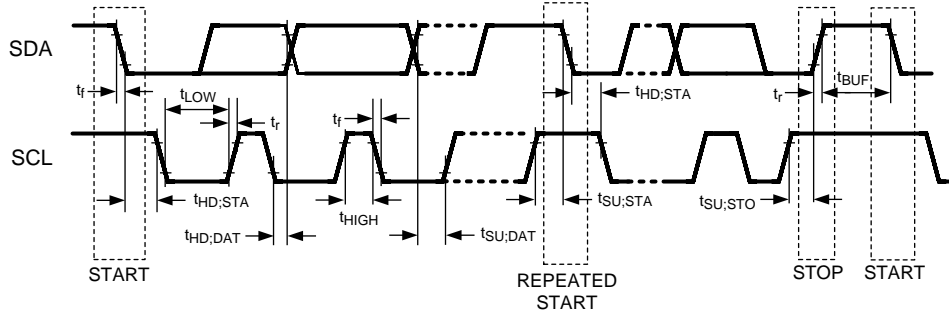 SDA
t_f
t_LOW
t_r
t_f
t_HD;STA
t_r
t_BUF
SCL
t_HD;STA
t_HD;DAT
t_HIGH
t_SU;DAT
t_SU;STA
t_SU;STO
START
REPEATED
START
STOP
START